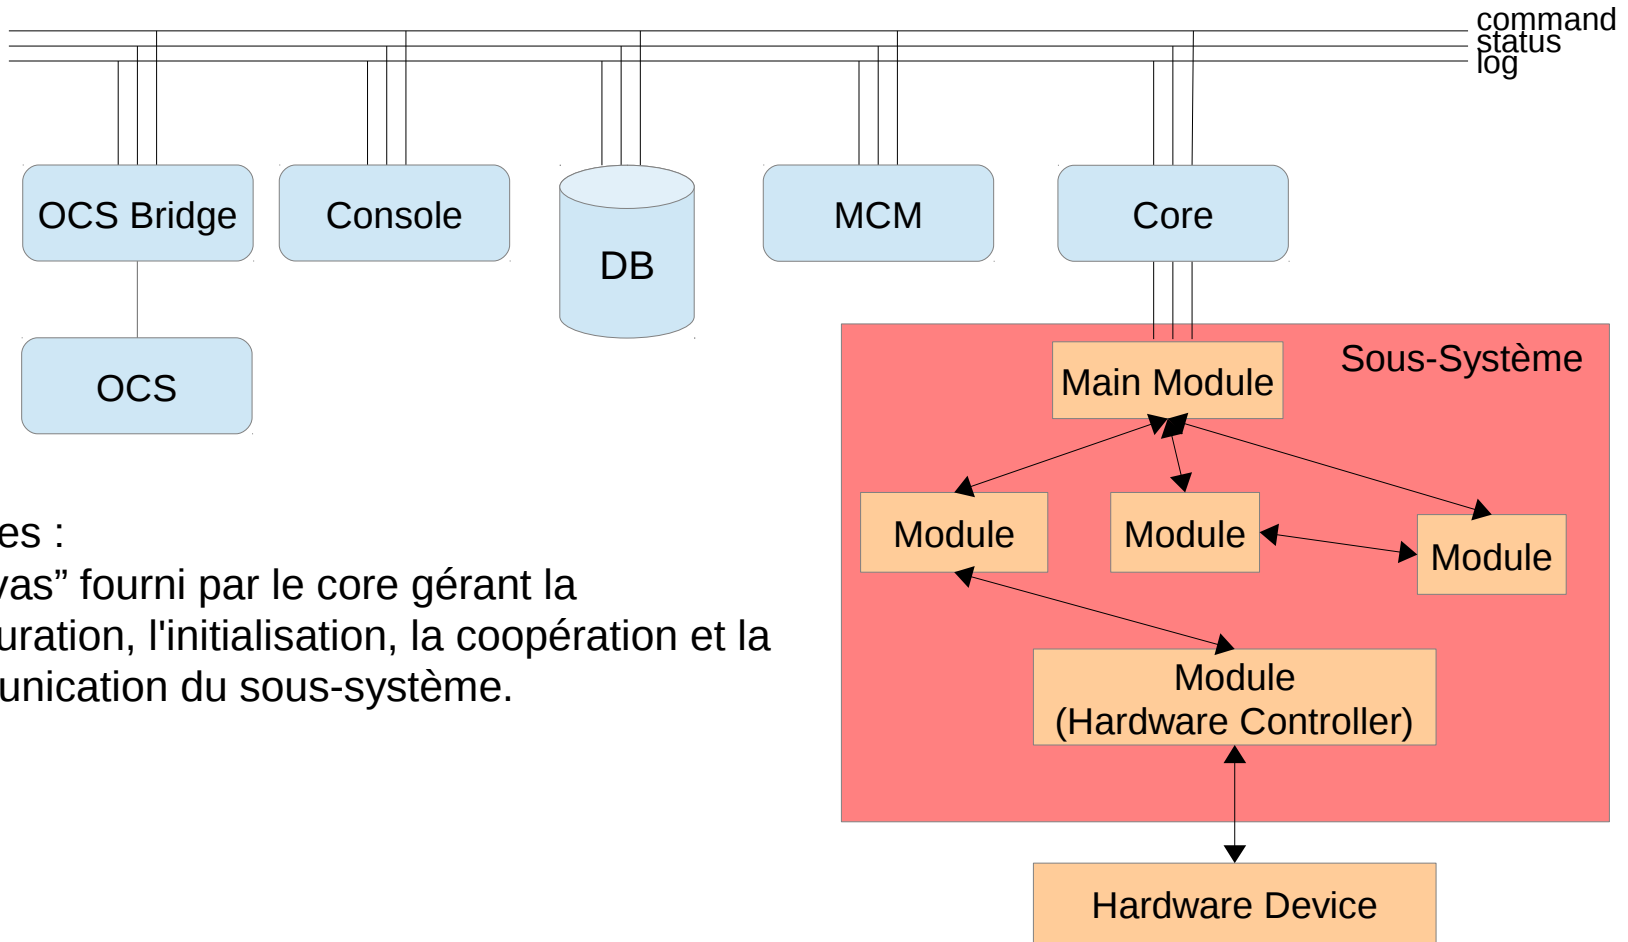 command
status
log
OCS Bridge
Console
DB
MCM
Core
OCS
Sous-Système
Main Module
Module
Module
Module
Module
(Hardware Controller)
Hardware Device
es :
vas” fourni par le core gérant la
uration, l'initialisation, la coopération et la
unication du sous-système.